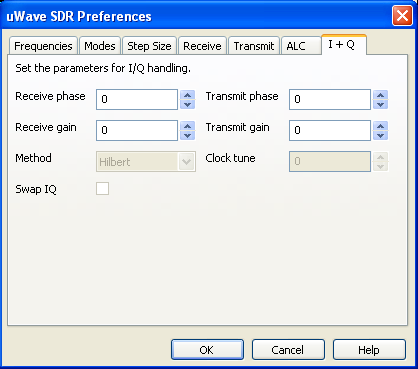 uWave SDR Preferences
Frequencies Modes Step Size Receive Transmit ALC I + Q
Set the parameters for I/Q handling.
Receive phase 0 Transmit phase 0
Receive gain 0 Transmit gain 0
Method Hilbert Clock tune 0
Swap IQ
OK Cancel Help